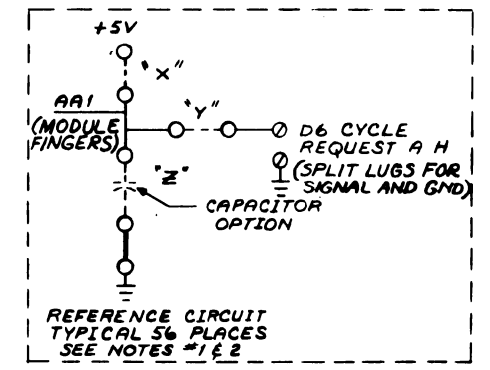 +5V
"X"
AA1
(MODULE
FINGERS)
"Y"
D6 CYCLE
REQUEST A H
(SPLIT LUGS FOR
SIGNAL AND GND)
"Z"
CAPACITOR
OPTION
REFERENCE CIRCUIT
TYPICAL 56 PLACES
SEE NOTES #1 & 2